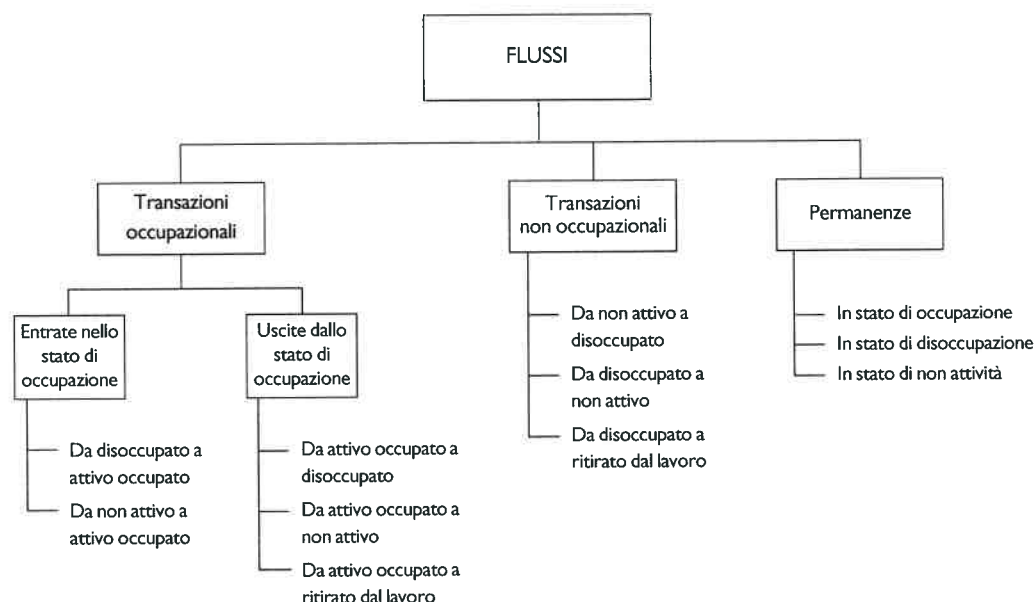 FLUSSI
Transazioni
occupazionali
Entrate nello
stato di
occupazione
Da disoccupato a
attivo occupato
Da non attivo a
attivo occupato
Uscite dallo
stato di
occupazione
Da attivo occupato a
disoccupato
Da attivo occupato a
non attivo
Da attivo occupato a
ritirato dal lavoro
Transazioni
non occupazionali
Da non attivo a
disoccupato
Da disoccupato a
non attivo
Da disoccupato a
ritirato dal lavoro
Permanenze
In stato di occupazione
In stato di disoccupazione
In stato di non attività